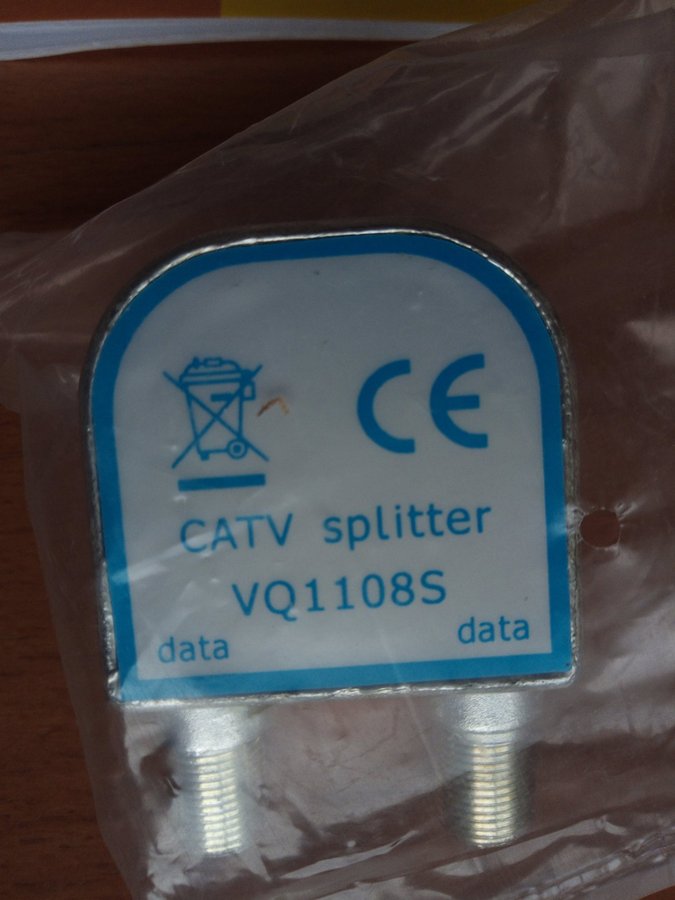 CE
CATV splitter
VQ1108S
data data